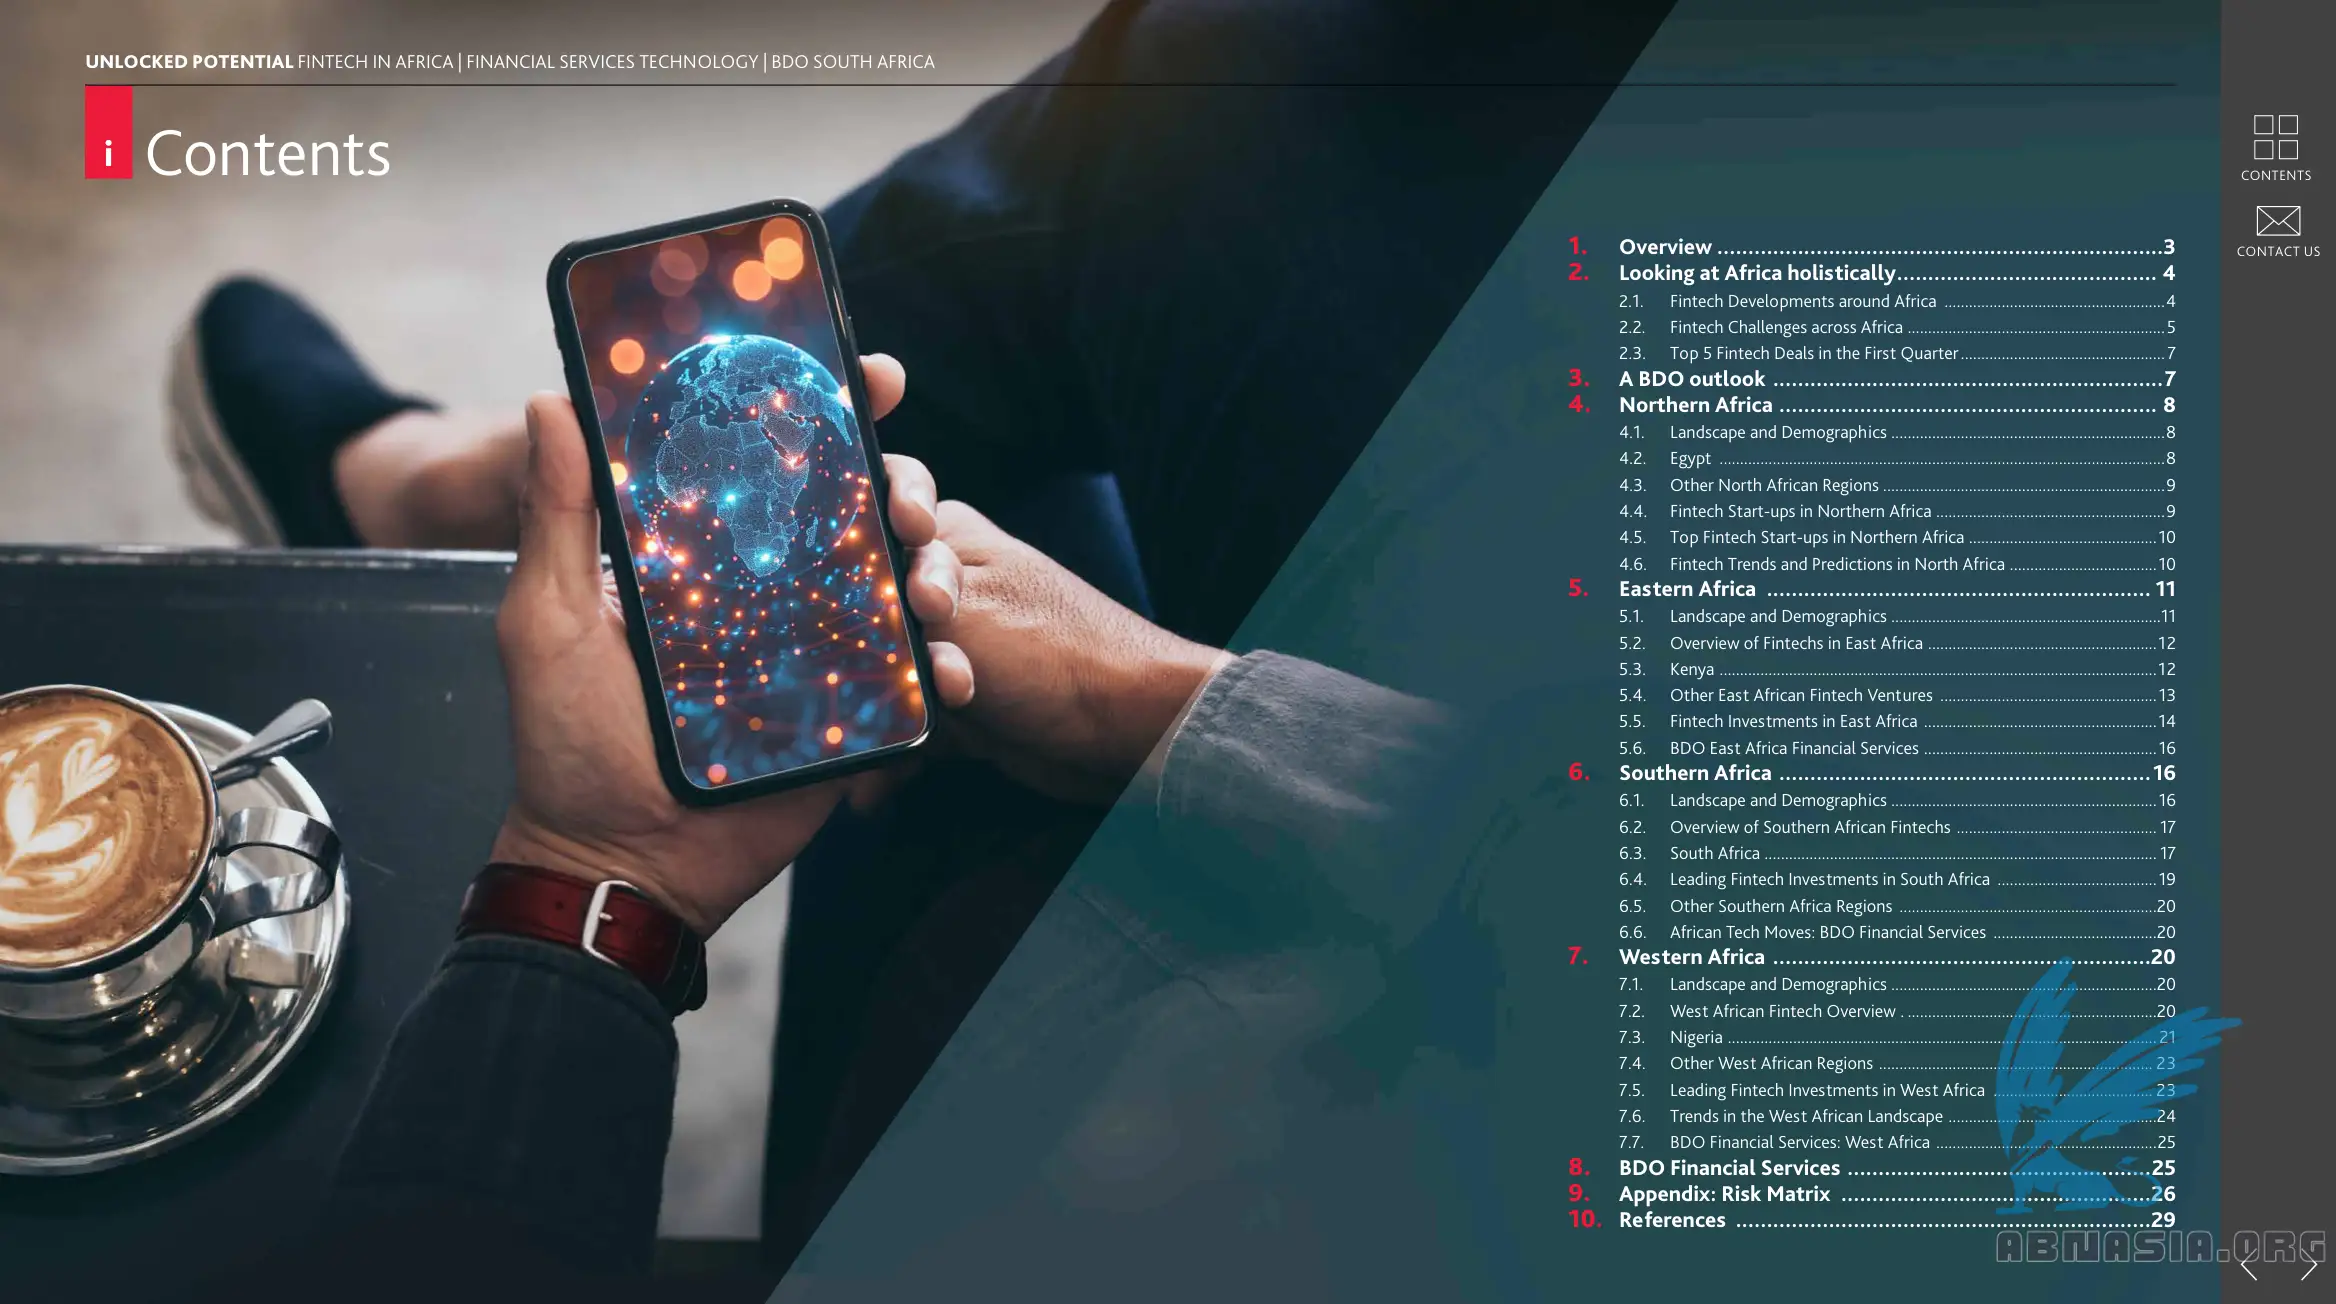 UNLOCKED POTENTIAL FINTECH IN AFRICA | FINANCIAL SERVICES TECHNOLOGY | BDO SOUTH AFRICA
i Contents
CONTENTS
CONTACT US
1. Overview ............................................................. 3
2. Looking at Africa holistically ................................... 4
2.1. Fintech Developments around Africa ...................................................... 4
2.2. Fintech Challenges across Africa ............................................................... 5
2.3. Top 5 Fintech Deals in the First Quarter .................................................. 7
3. A BDO outlook ..................................................... 7
4. Northern Africa ................................................... 8
4.1. Landscape and Demographics ................................................................... 8
4.2. Egypt ............................................................................................................. 8
4.3. Other North African Regions ..................................................................... 9
4.4. Fintech Start-ups in Northern Africa ........................................................ 9
4.5. Top Fintech Start-ups in Northern Africa .............................................. 10
4.6. Fintech Trends and Predictions in North Africa .................................... 10
5. Eastern Africa .................................................... 11
5.1. Landscape and Demographics .................................................................. 11
5.2. Overview of Fintechs in East Africa ........................................................ 12
5.3. Kenya ........................................................................................................... 12
5.4. Other East African Fintech Ventures ..................................................... 13
5.5. Fintech Investments in East Africa ......................................................... 14
5.6. BDO East Africa Financial Services ......................................................... 16
6. Southern Africa .................................................. 16
6.1. Landscape and Demographics ................................................................. 16
6.2. Overview of Southern African Fintechs ................................................. 17
6.3. South Africa ................................................................................................ 17
6.4. Leading Fintech Investments in South Africa ....................................... 19
6.5. Other Southern Africa Regions ............................................................... 20
6.6. African Tech Moves: BDO Financial Services ........................................ 20
7. Western Africa ................................................... 20
7.1. Landscape and Demographics ................................................................. 20
7.2. West African Fintech Overview . ............................................................. 20
7.3. Nigeria ......................................................................................................... 21
7.4. Other West African Regions ................................................................... 23
7.5. Leading Fintech Investments in West Africa ....................................... 23
7.6. Trends in the West African Landscape ................................................... 24
7.7. BDO Financial Services: West Africa ...................................................... 25
8. BDO Financial Services ......................................... 25
9. Appendix: Risk Matrix ......................................... 26
10. References ........................................................ 29
ABMASIA.ORG